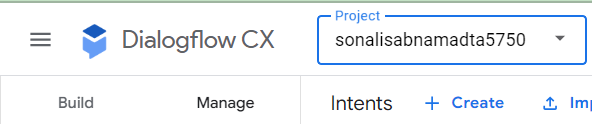 Project
Dialogflow CX sonalisabnamadta5750
Build Manage Intents + Create Imp